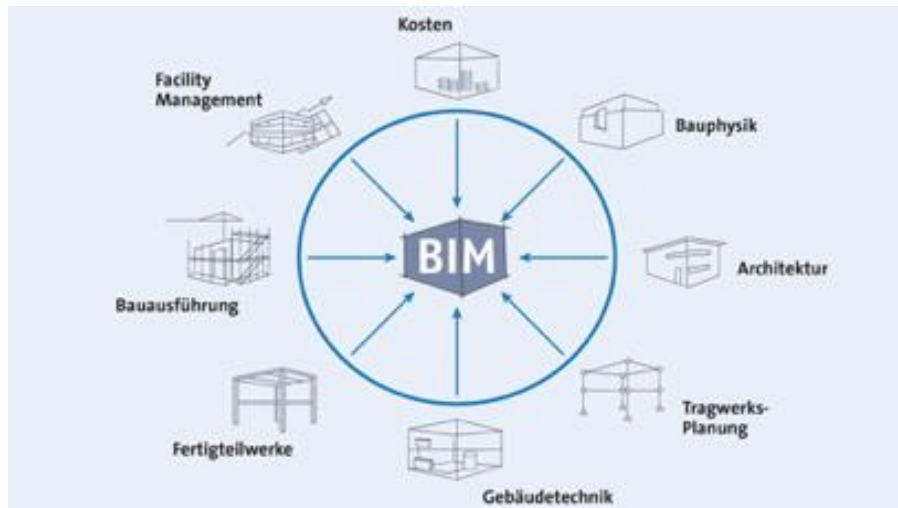 Kosten
Facility
Management
Bauphysik
BIM
Architektur
Bauausführung
Tragwerks-
Planung
Fertigteilwerke
Gebäudetechnik